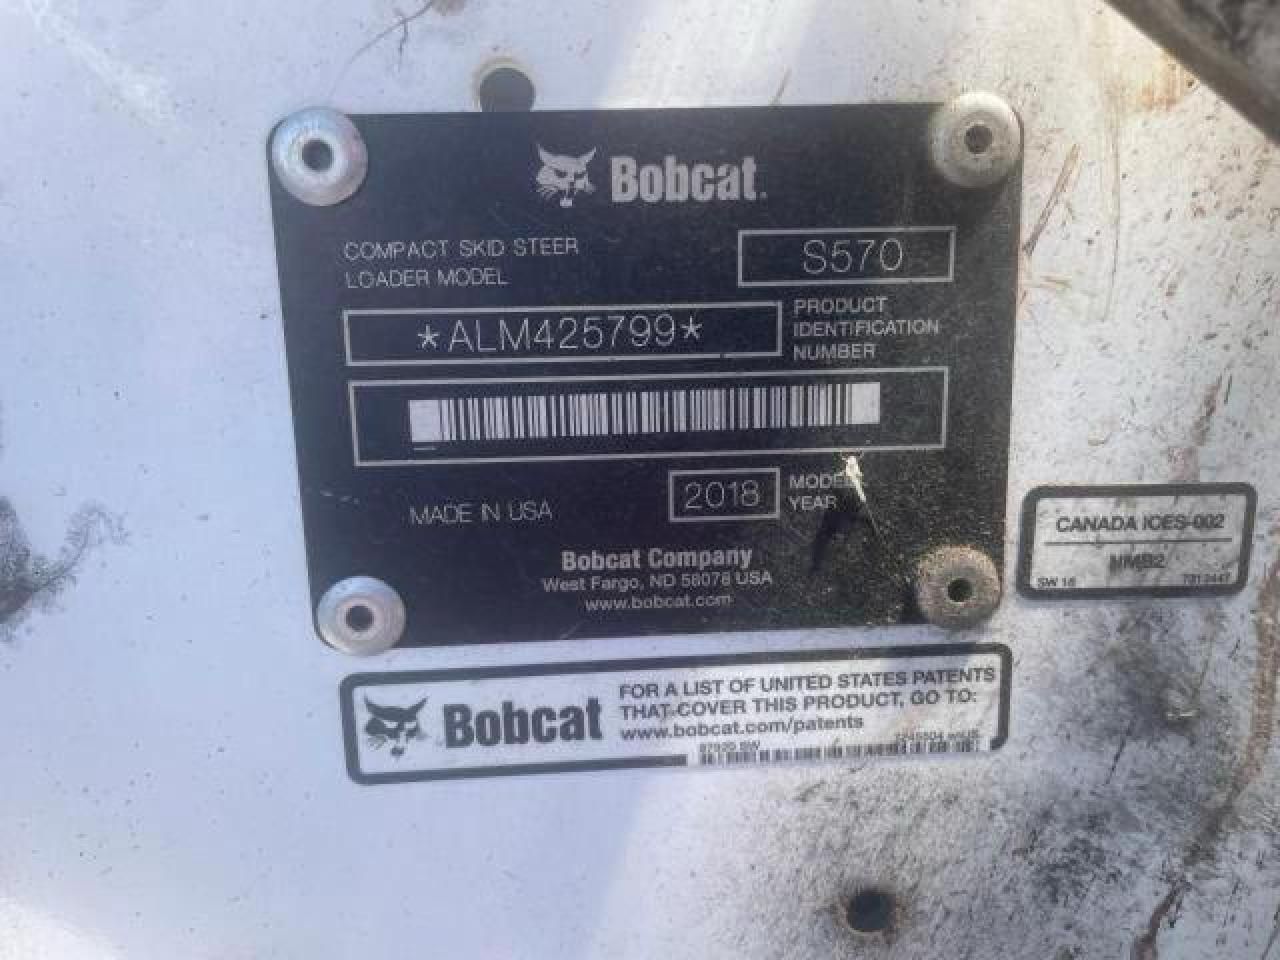 Bobcat.
COMPACT SKID STEER
LOADER MODEL
S570
*ALM425799*
PRODUCT
IDENTIFICATION
NUMBER
MADE IN USA
2018
MODEL
YEAR
Bobcat Company
West Fargo, ND 58078 USA
www.bobcat.com
CANADA ICES-002
NMB2
SW 16
Bobcat
FOR A LIST OF UNITED STATES PATENTS
THAT COVER THIS PRODUCT, GO TO:
www.bobcat.com/patents